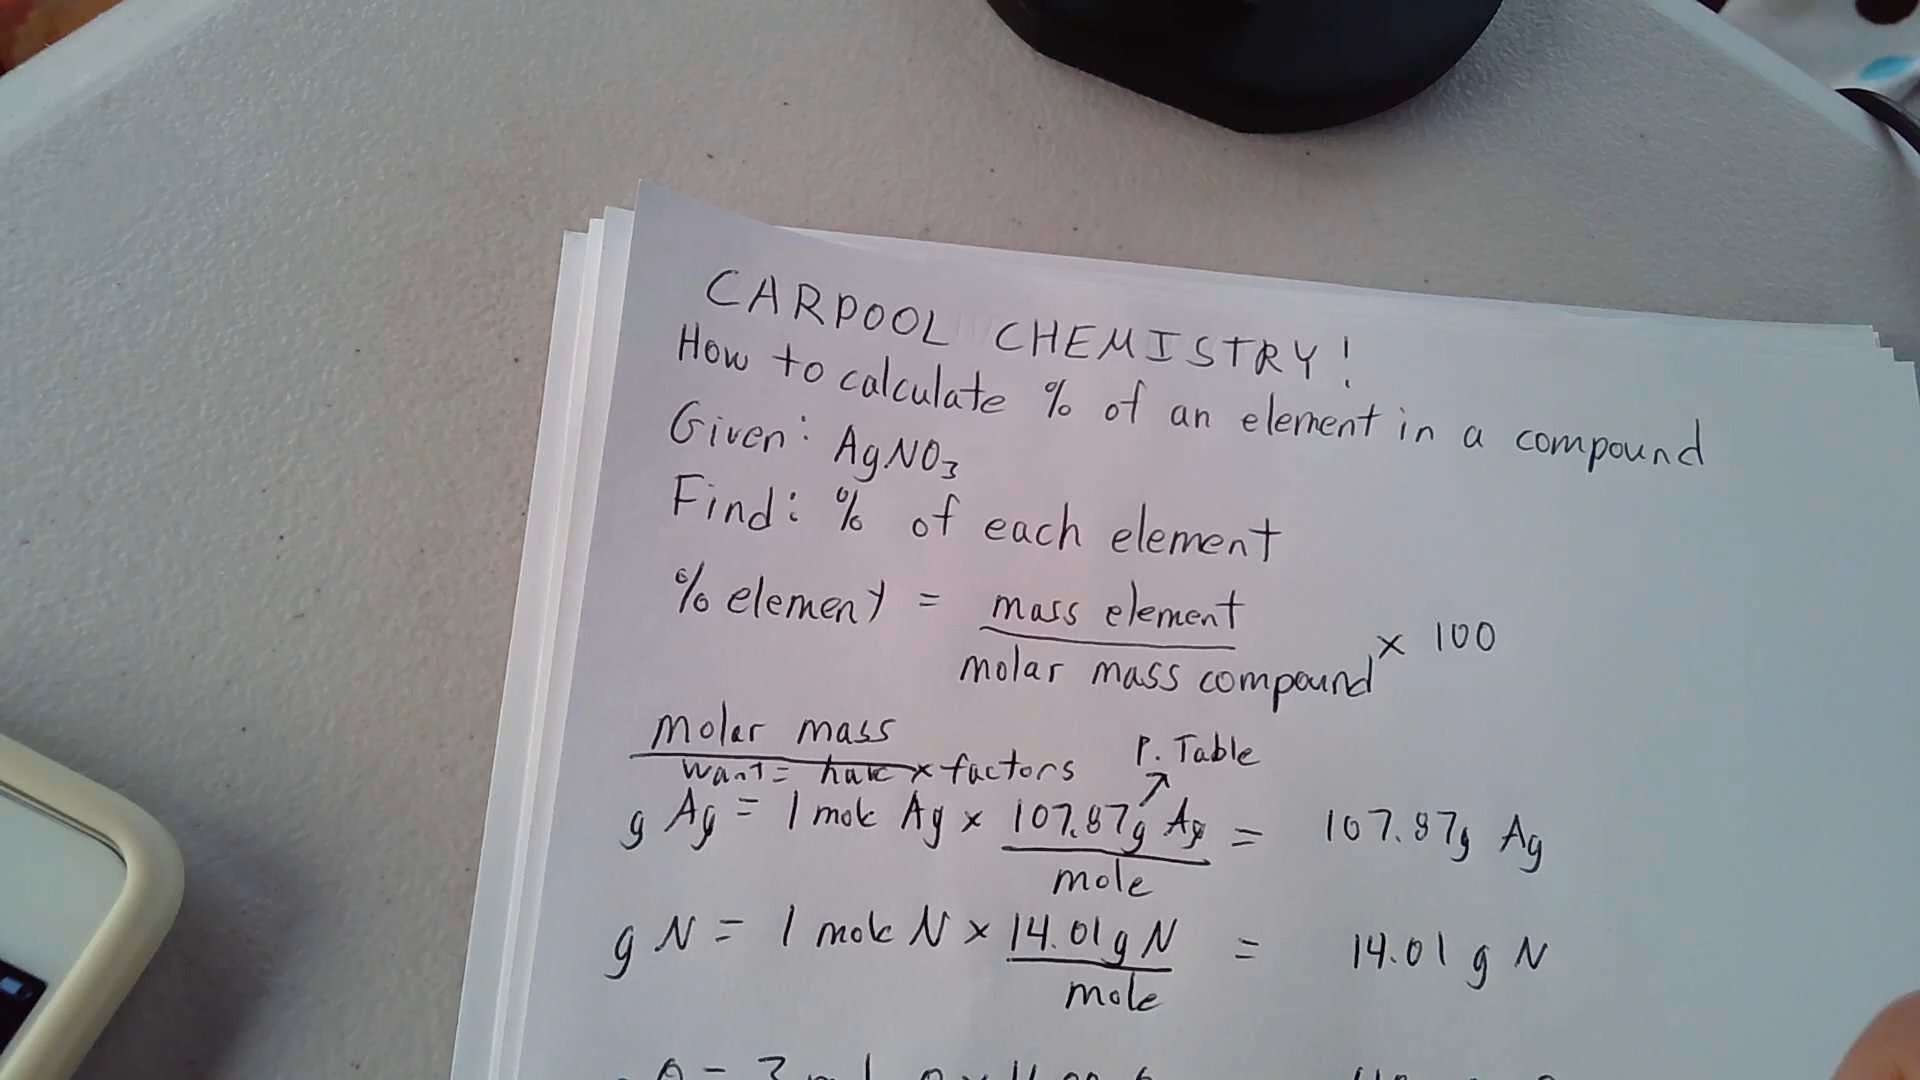 CARPOOL CHEMISTRY!
How to calculate % of an element in a compound
Given: AgNO₃
Find: % of each element
% element = mass element / molar mass compound × 100
molar mass
want = have × factors
P. Table
g Ag = 1 mole Ag × 107.87g Ag / mole = 107.87g Ag
g N = 1 mole N × 14.01 g N / mole = 14.01 g N